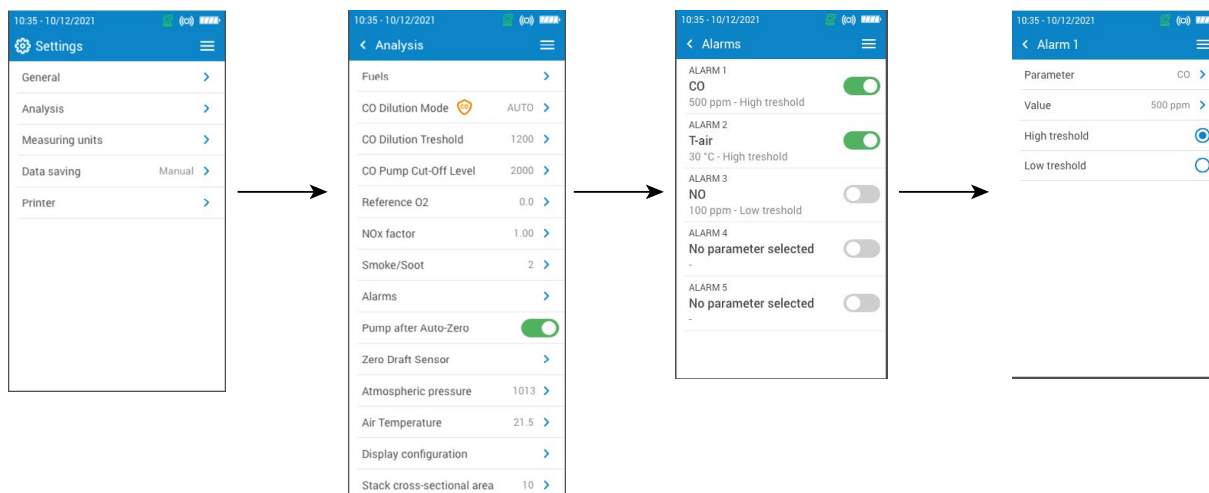 10:35 - 10/12/2021
Settings
General
Analysis
Measuring units
Data saving Manual
Printer
10:35 - 10/12/2021
Analysis
Fuels
CO Dilution Mode CO AUTO
CO Dilution Treshold 1200
CO Pump Cut-Off Level 2000
Reference O2 0.0
NOx factor 1.00
Smoke/Soot 2
Alarms
Pump after Auto-Zero
Zero Draft Sensor
Atmospheric pressure 1013
Air Temperature 21.5
Display configuration
Stack cross-sectional area 10
10:35 - 10/12/2021
Alarms
ALARM 1
CO
500 ppm - High treshold
ALARM 2
T-air
30 °C - High treshold
ALARM 3
NO
100 ppm - Low treshold
ALARM 4
No parameter selected
-
ALARM 5
No parameter selected
-
10:35 - 10/12/2021
Alarm 1
Parameter CO
Value 500 ppm
High treshold
Low treshold